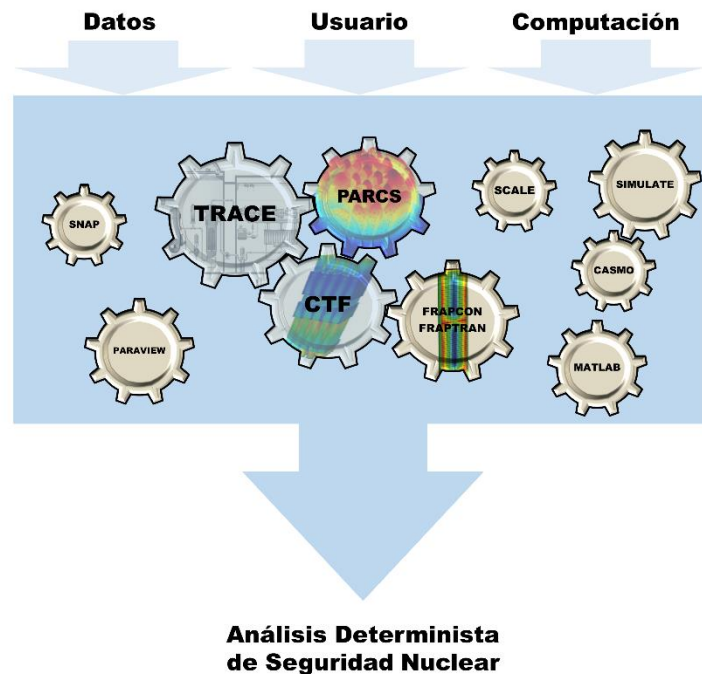 Datos
Usuario
Computación
SNAP
TRACE
PARCS
SCALE
SIMULATE
CASMO
CTF
FRAPCON
FRAPTRAN
PARAVIEW
MATLAB
Análisis Determinista
de Seguridad Nuclear